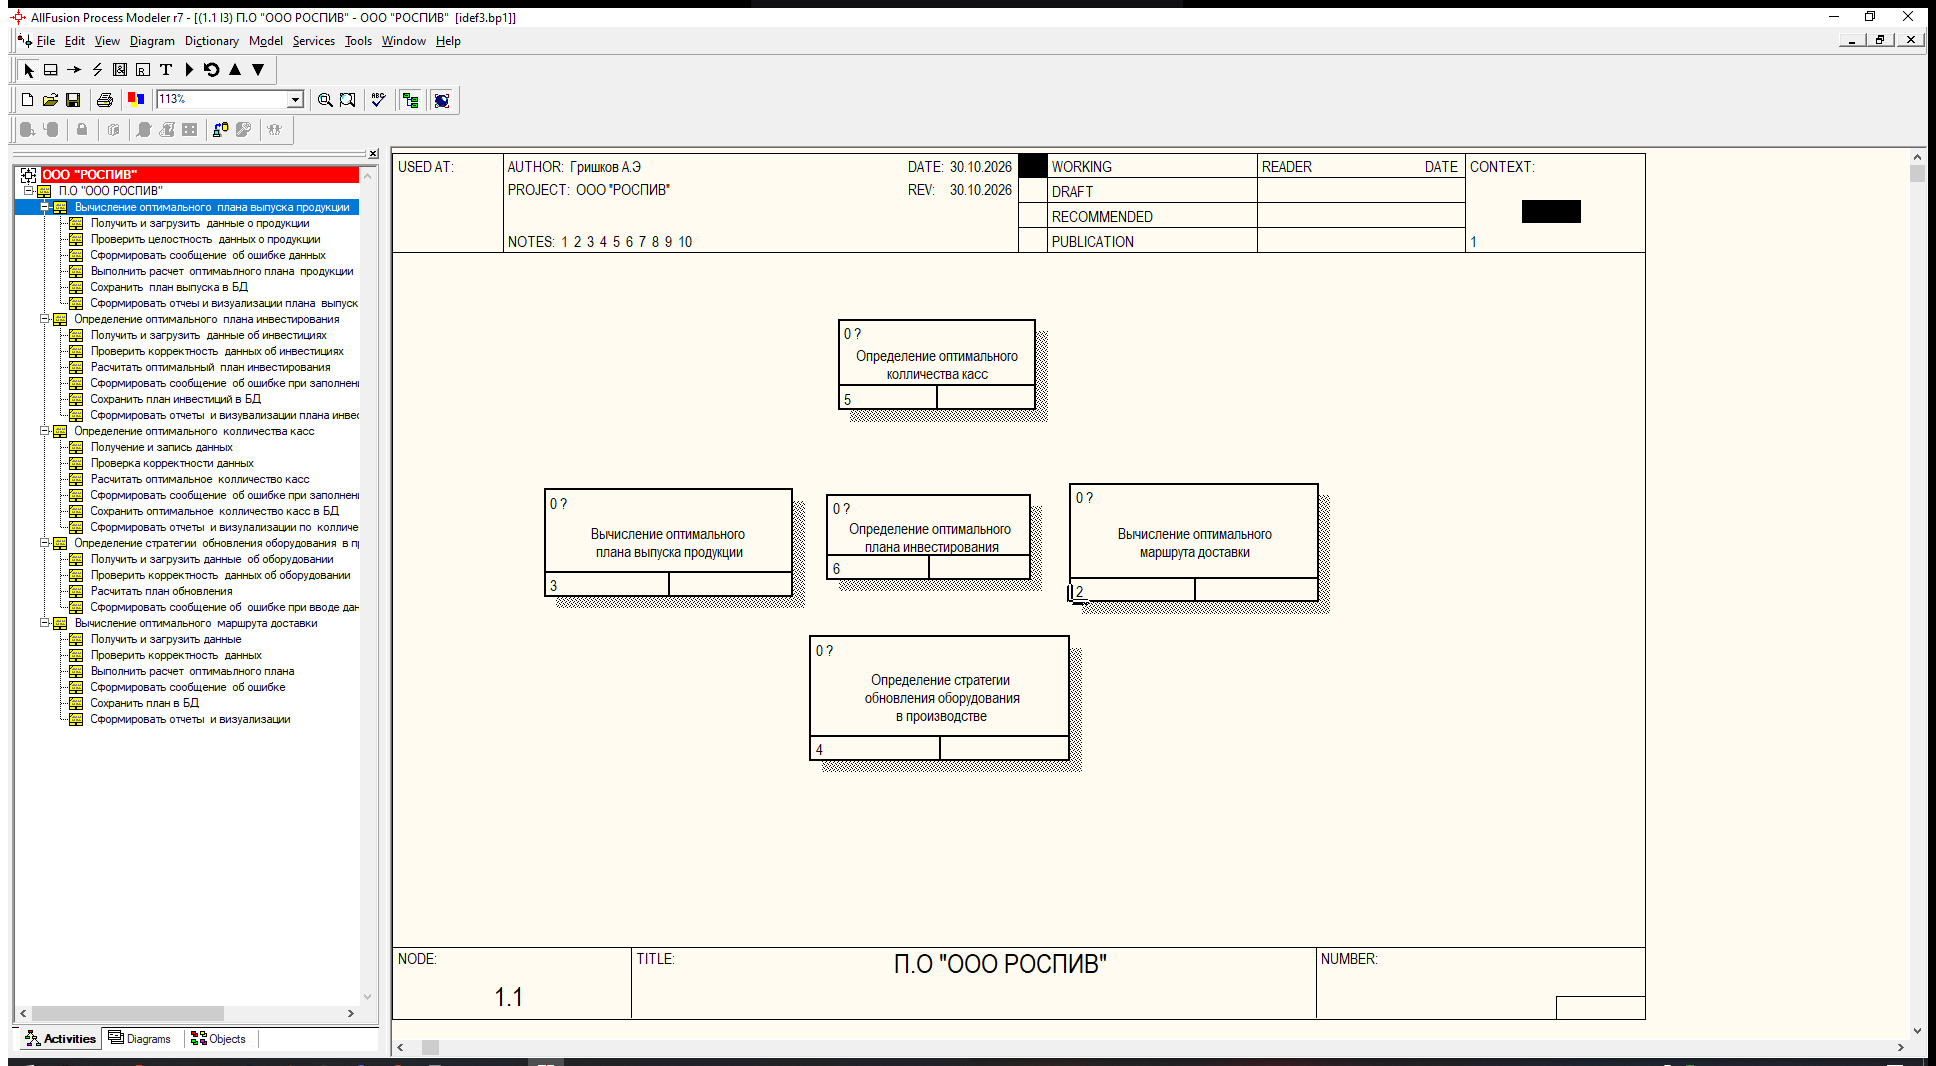 AllFusion Process Modeler r7 - [(1.1 I3) П.О "ООО РОСПИВ" - ООО "РОСПИВ"  [idef3.bp1]]
File Edit View Diagram Dictionary Model Services Tools Window Help
113%
ООО "РОСПИВ"
П.О "ООО РОСПИВ"
Вычисление оптимального плана выпуска продукции
Получить и загрузить данные о продукции
Проверить целостность данных о продукции
Сформировать сообщение об ошибке данных
Выполнить расчет оптимаьлного плана продукции
Сохранить план выпуска в БД
Сформировать отчеы и визуализации плана выпуск
Определение оптимального плана инвестирования
Получить и загрузить данные об инвестициях
Проверить корректность данных об инвестициях
Расчитать оптимальный план инвестирования
Сформировать сообщение об ошибке при заполнени
Сохранить план инвестиций в БД
Сформировать отчеты и визувализации плана инвес
Определение оптимального колличества касс
Получение и запись данных
Проверка корректности данных
Расчитать оптимальное колличество касс
Сформировать сообщение об ошибке при заполнени
Сохранить оптимальное колличество касс в БД
Сформировать отчеты и визулализации по колличе
Определение стратегии обновления оборудования в пр
Получить и загрузить данные об оборудовании
Проверить корректность данных об оборудовании
Расчитать план обновления
Сформировать сообщение об ошибке при вводе дан
Вычисление оптимального маршрута доставки
Получить и загрузить данные
Проверить корректность данных
Выполнить расчет оптимаьлного плана
Сформировать сообщение об ошибке
Сохранить план в БД
Сформировать отчеты и визуализации
Activities Diagrams Objects
USED AT:
AUTHOR: Гришков А.Э
DATE: 30.10.2026
PROJECT: ООО "РОСПИВ"
REV: 30.10.2026
NOTES: 1 2 3 4 5 6 7 8 9 10
WORKING
DRAFT
RECOMMENDED
PUBLICATION
READER DATE
CONTEXT:
1
0 ?
Определение оптимального
колличества касс
5
0 ?
Вычисление оптимального
плана выпуска продукции
3
0 ?
Определение оптимального
плана инвестирования
6
0 ?
Вычисление оптимального
маршрута доставки
2
0 ?
Определение стратегии
обновления оборудования
в производстве
4
NODE:
1.1
TITLE:
П.О "ООО РОСПИВ"
NUMBER: